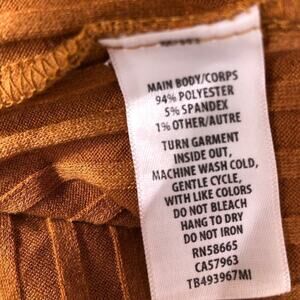 MAIN BODY/CORPS
94% POLYESTER
5% SPANDEX
1% OTHER/AUTRE
TURN GARMENT
INSIDE OUT,
MACHINE WASH COLD,
GENTLE CYCLE,
WITH LIKE COLORS
DO NOT BLEACH
HANG TO DRY
DO NOT IRON
RN58665
CA57963
TB493967MI